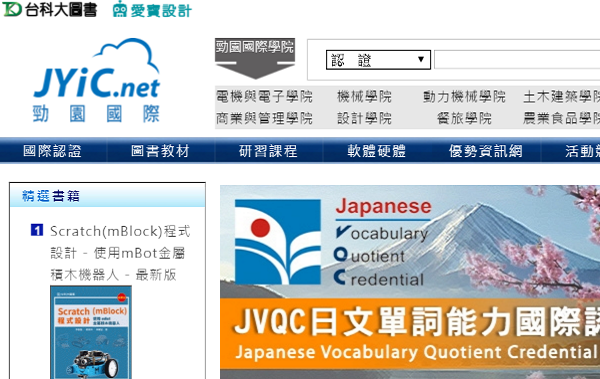 台科大圖書 愛寶設計
JYiC.net
勁園國際
勁園國際學院
認 證
電機與電子學院 機械學院 動力機械學院 土木建築學
商業與管理學院 設計學院 餐旅學院 農業食品學
國際認證 圖書教材 研習課程 軟體硬體 優勢資訊網 活動
精選書籍
1 Scratch(mBlock)程式
設計 - 使用mBot金屬
積木機器人 - 最新版
Scratch (mBlock)
程式設計
Japanese
Vocabulary
Quotient
Credential
JVQC日文單詞能力國際
Japanese Vocabulary Quotient Credential